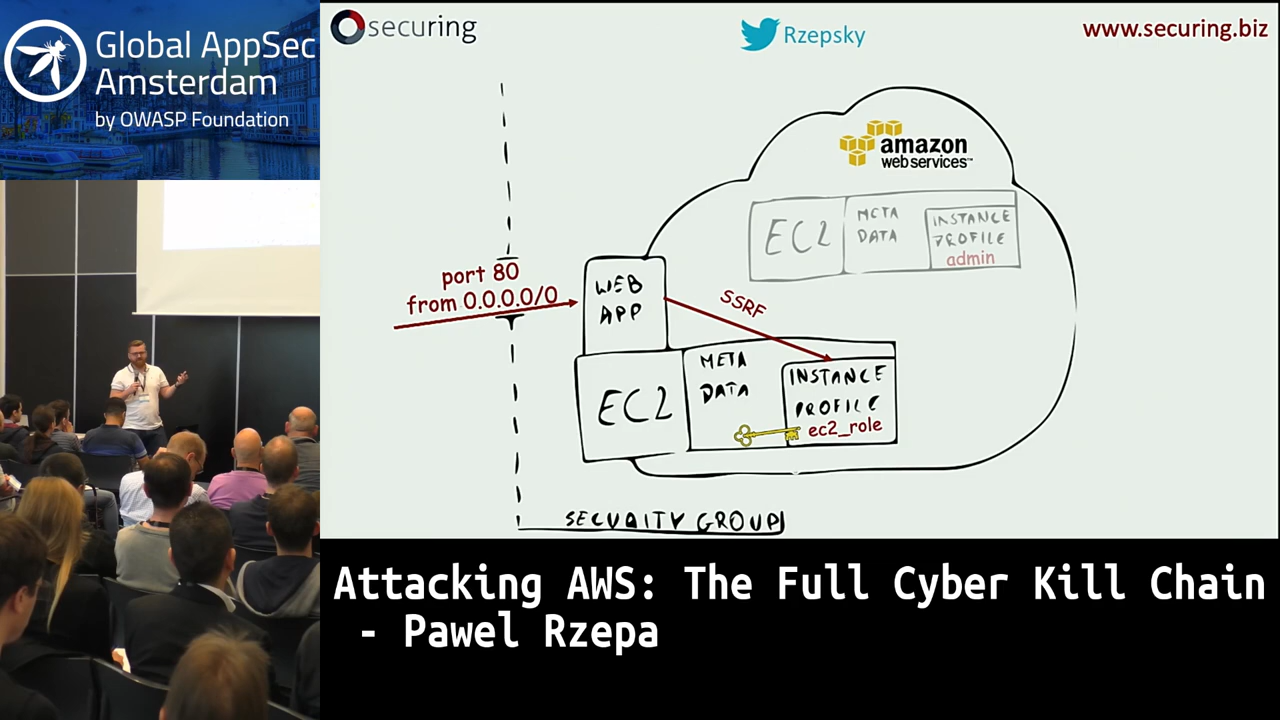 Global AppSec
Amsterdam
by OWASP Foundation
securing
Rzepsky
www.securing.biz
amazon
web services™
EC2
META
DATA
INSTANCE
PROFILE
admin
port 80
from 0.0.0.0/0
WEB
APP
SSRF
EC2
META
DATA
INSTANCE
PROFILE
ec2_role
SECURITY GROUP
Attacking AWS: The Full Cyber Kill Chain
- Pawel Rzepa